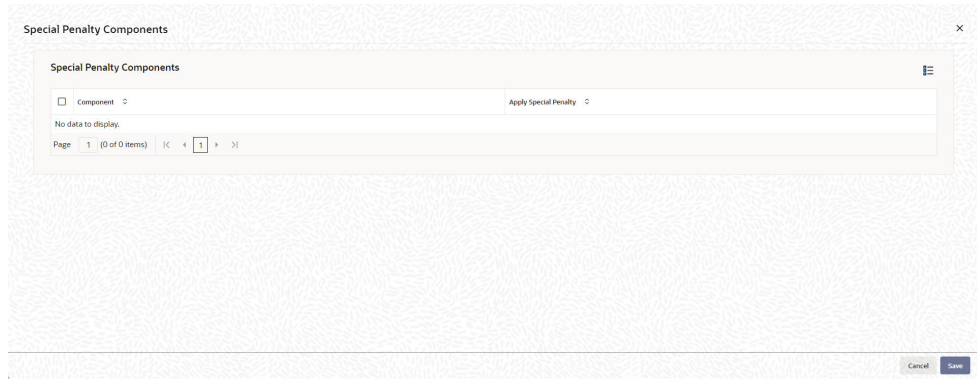 Special Penalty Components
Special Penalty Components
Component Apply Special Penalty
No data to display.
Page 1 (0 of 0 items) 1
Cancel Save